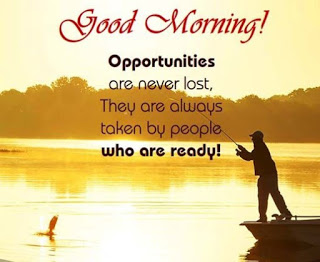 Good Morning!
Opportunities
are never lost,
They are always
taken by people
who are ready!